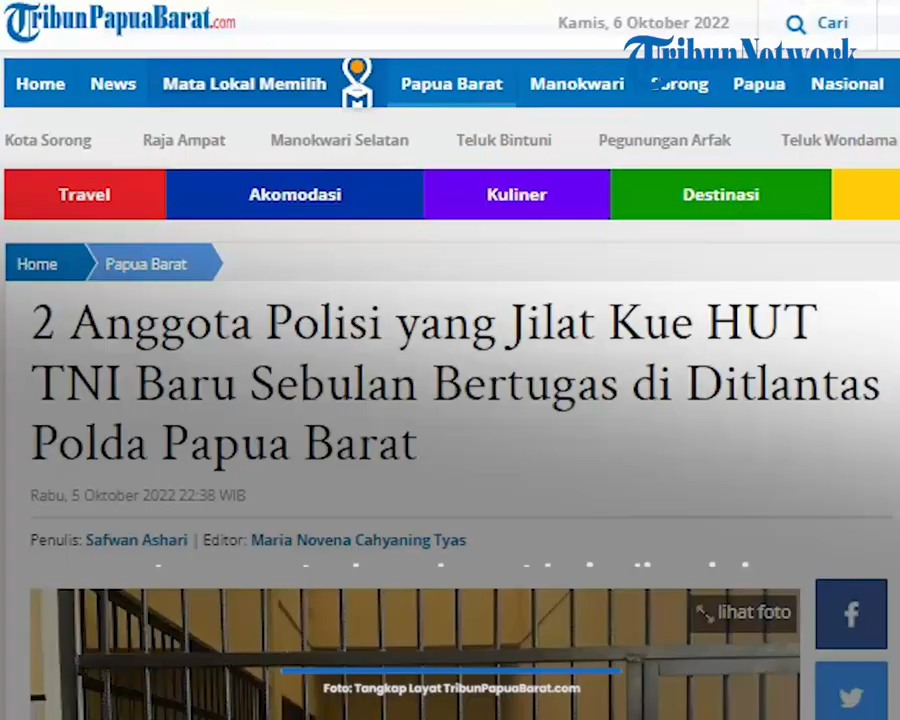 TribunPapuaBarat.com
Kamis, 6 Oktober 2022
Cari
TribunNetwork
Home News Mata Lokal Memilih Papua Barat Manokwari Sorong Papua Nasional
Kota Sorong Raja Ampat Manokwari Selatan Teluk Bintuni Pegunungan Arfak Teluk Wondama
Travel Akomodasi Kuliner Destinasi
Home Papua Barat
2 Anggota Polisi yang Jilat Kue HUT
TNI Baru Sebulan Bertugas di Ditlantas
Polda Papua Barat
Rabu, 5 Oktober 2022 22:38 WIB
Penulis: Safwan Ashari | Editor: Maria Novena Cahyaning Tyas
lihat foto
Foto: Tangkap Layat TribunPapuaBarat.com